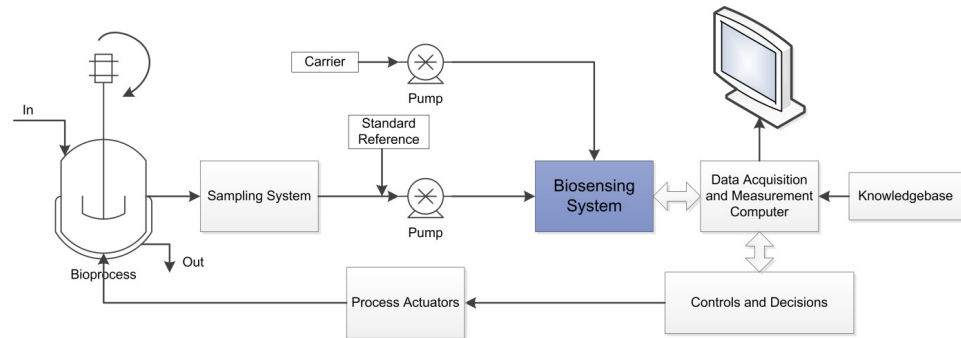 Carrier
Pump
In
Standard
Reference
Sampling System
Pump
Biosensing
System
Data Acquisition
and Measurement
Computer
Knowledgebase
Bioprocess
Out
Process Actuators
Controls and Decisions